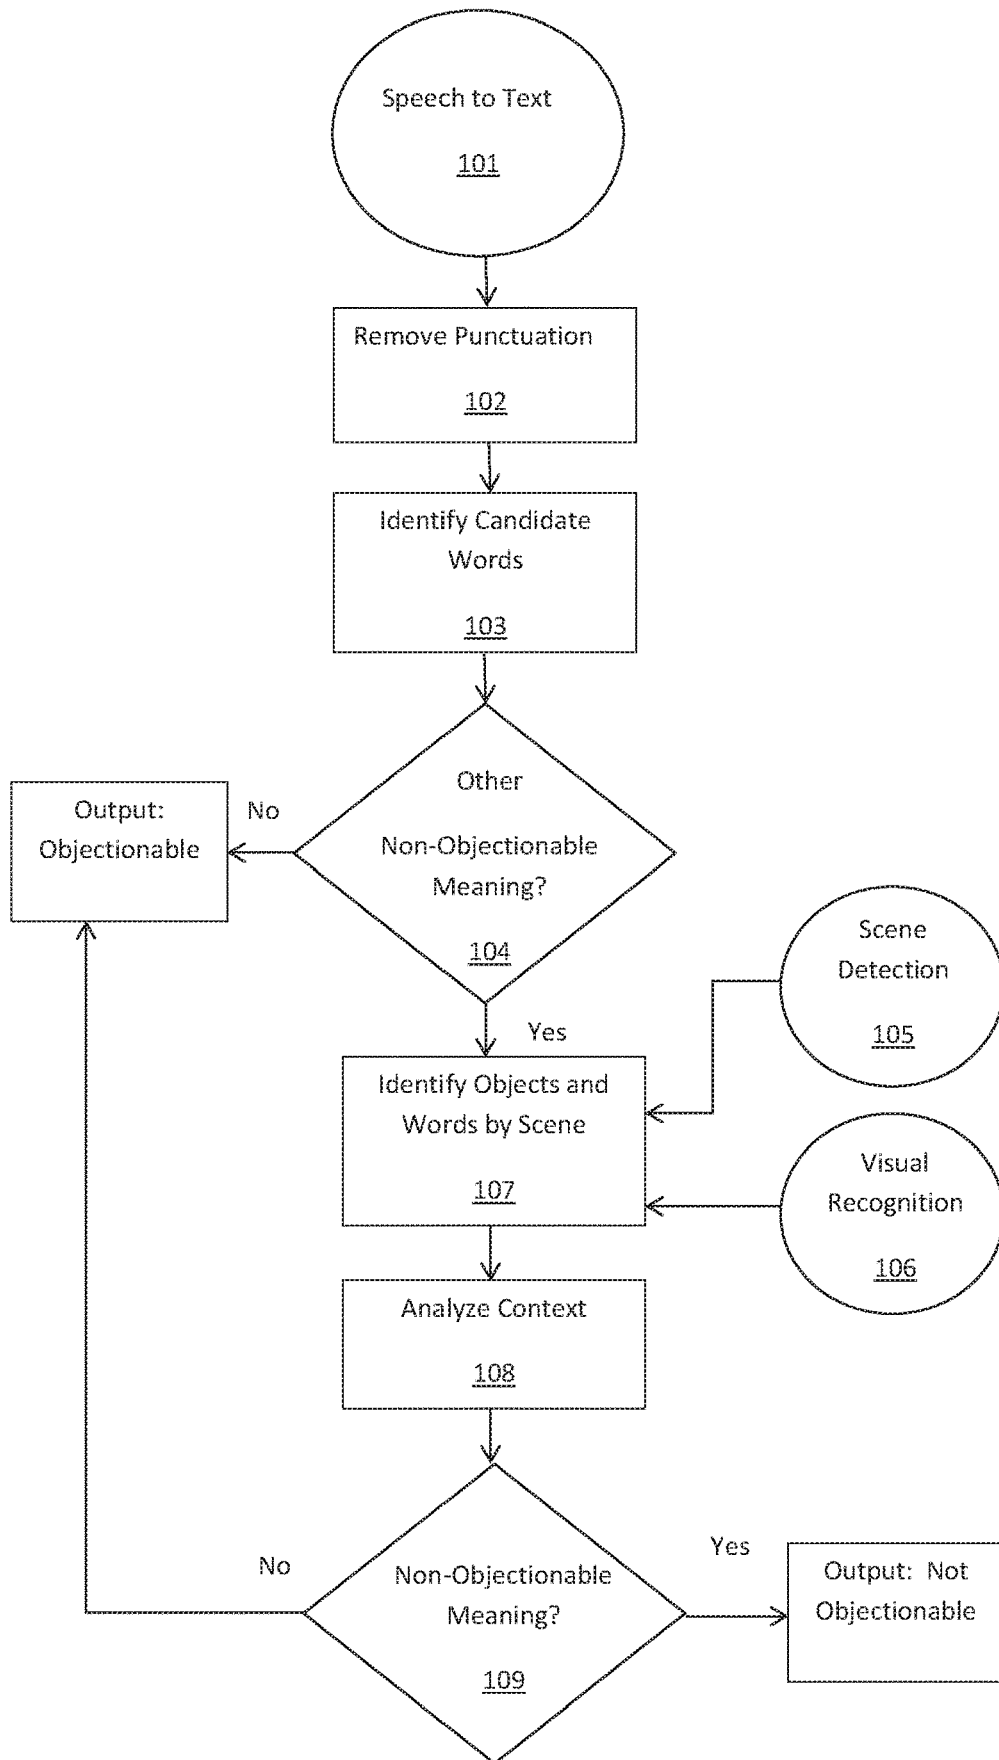 Speech to Text
101
Remove Punctuation
102
Identify Candidate
Words
103
Other
Non-Objectionable
Meaning?
104
No
Output:
Objectionable
Yes
Scene
Detection
105
Identify Objects and
Words by Scene
107
Visual
Recognition
106
Analyze Context
108
Non-Objectionable
Meaning?
109
No
Yes
Output: Not
Objectionable